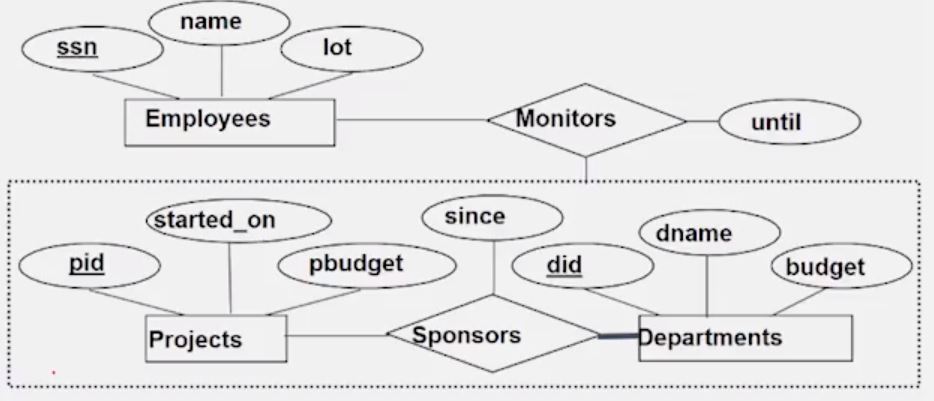 name
ssn
lot
Employees
Monitors
until
started_on
since
dname
pid
pbudget
did
budget
Projects
Sponsors
Departments